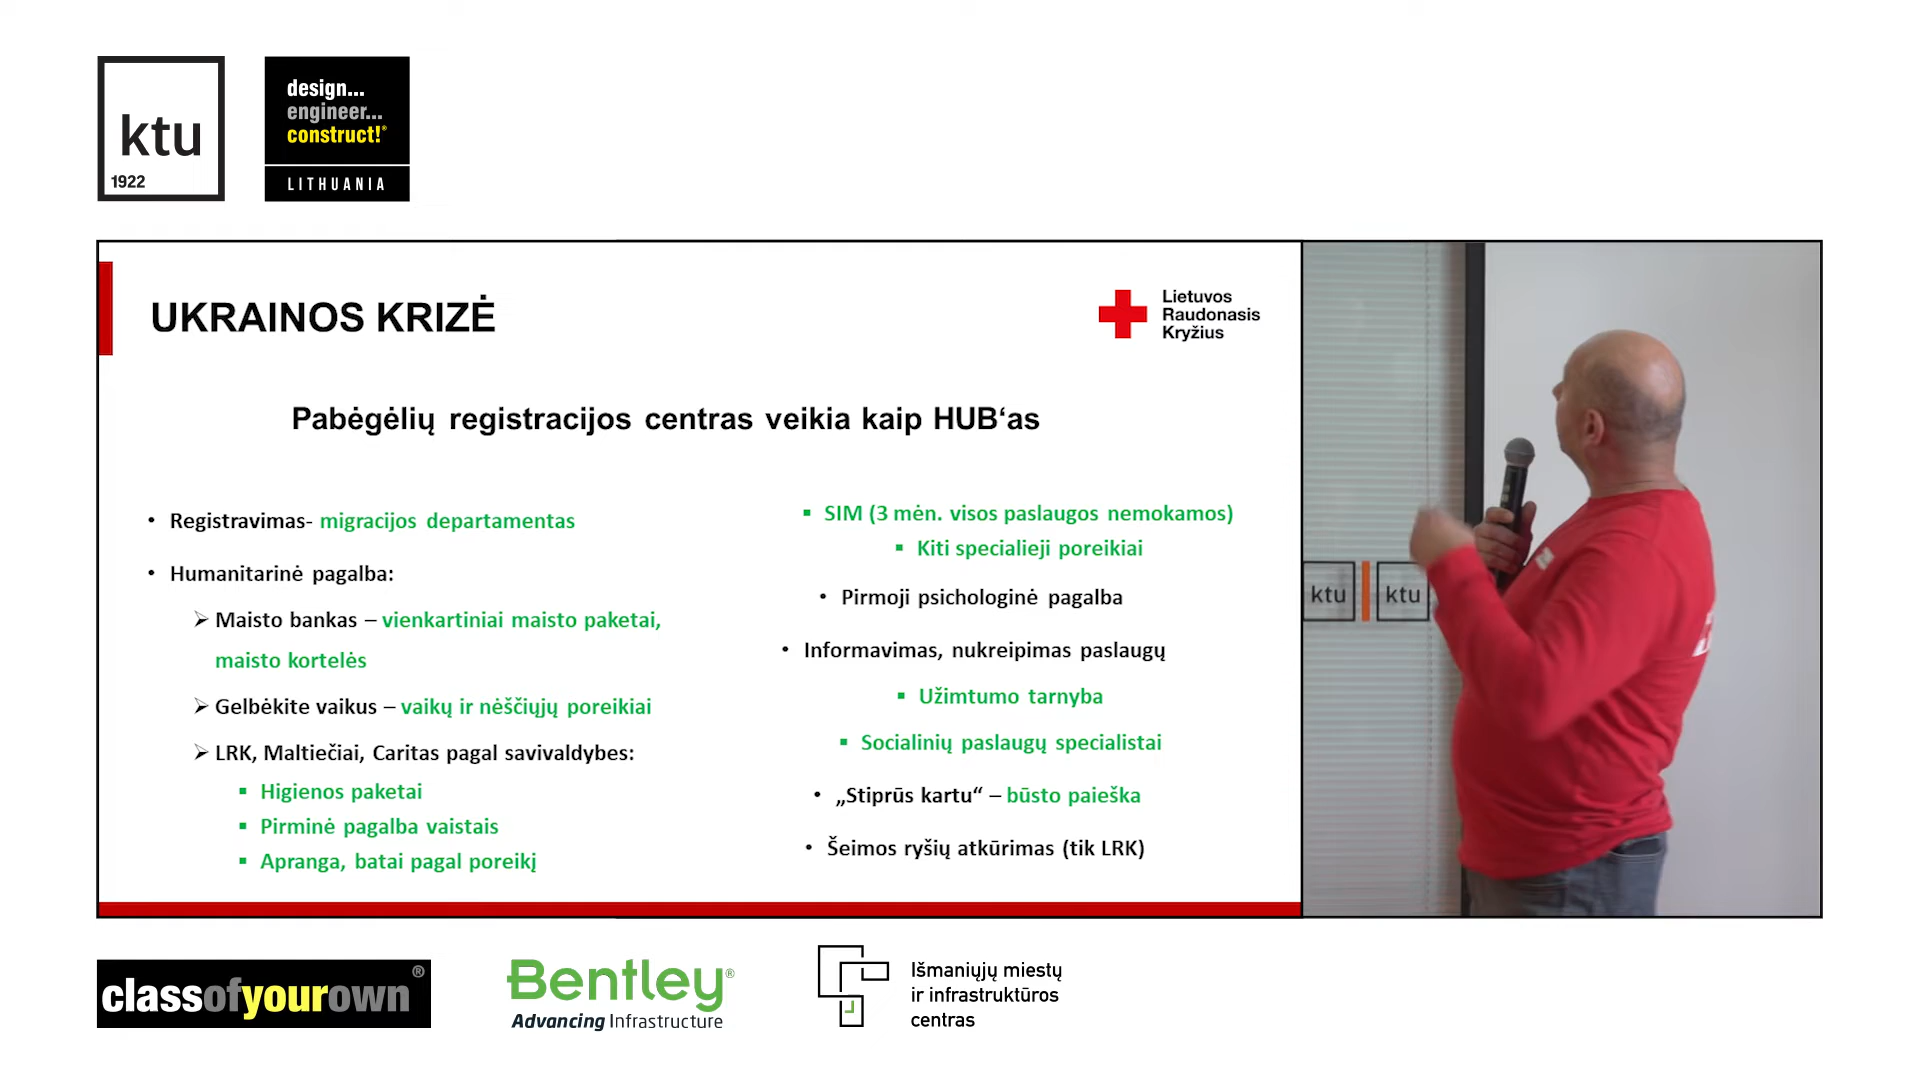 ktu
1922
design...
engineer...
construct!®
LITHUANIA
UKRAINOS KRIZĖ
Lietuvos
Raudonasis
Kryžius
Pabėgėlių registracijos centras veikia kaip HUB‘as
• Registravimas- migracijos departamentas
• Humanitarinė pagalba:
➢ Maisto bankas – vienkartiniai maisto paketai,
maisto kortelės
➢ Gelbėkite vaikus – vaikų ir nėščiųjų poreikiai
➢ LRK, Maltiečiai, Caritas pagal savivaldybes:
▪ Higienos paketai
▪ Pirminė pagalba vaistais
▪ Apranga, batai pagal poreikį
▪ SIM (3 mėn. visos paslaugos nemokamos)
▪ Kiti specialieji poreikiai
• Pirmoji psichologinė pagalba
• Informavimas, nukreipimas paslaugų
▪ Užimtumo tarnyba
▪ Socialinių paslaugų specialistai
• „Stiprūs kartu“ – būsto paieška
• Šeimos ryšių atkūrimas (tik LRK)
ktu
ktu
classofyourown®
Bentley®
Advancing Infrastructure
Išmaniųjų miestų
ir infrastruktūros
centras